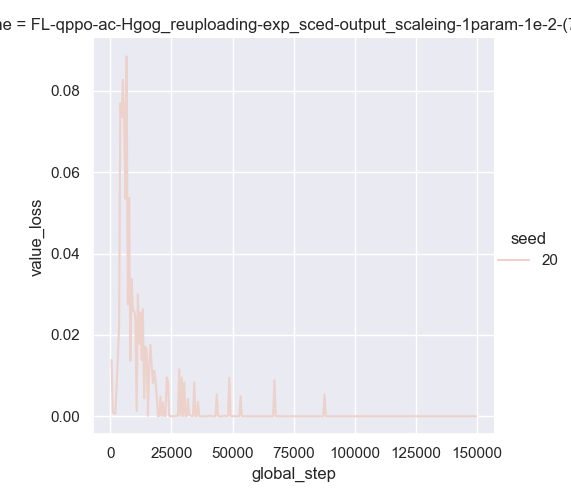 ne = FL-qppo-ac-Hgog_reuploading-exp_sced-output_scaleing-1param-1e-2-(7
0.08
0.06
0.04
0.02
0.00
value_loss
0 25000 50000 75000 100000 125000 150000
global_step
seed
20